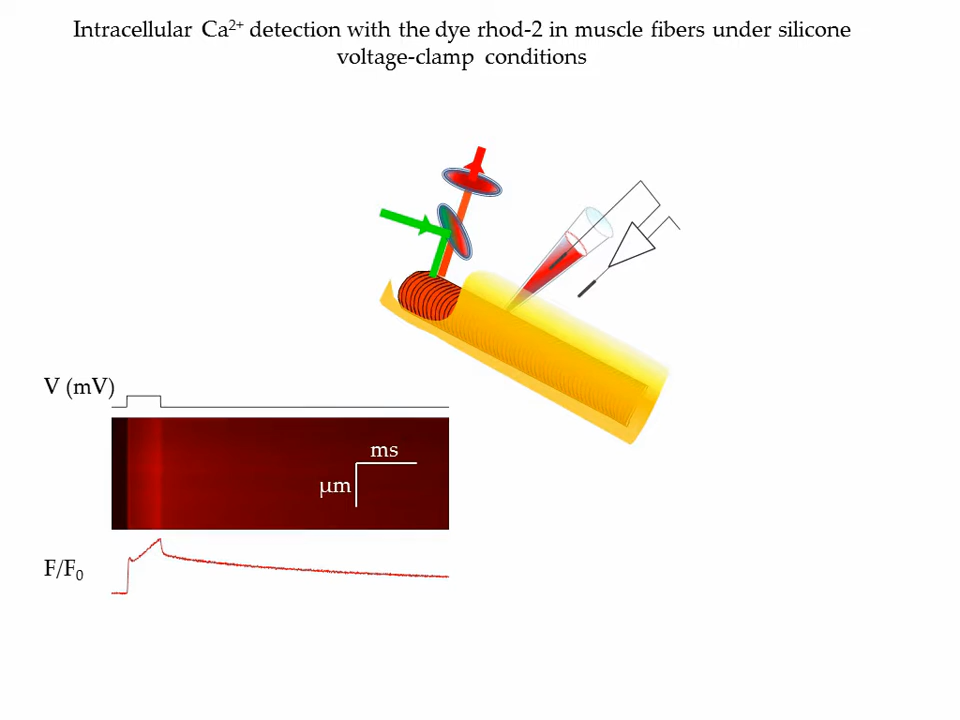 Intracellular Ca²⁺ detection with the dye rhod-2 in muscle fibers under silicone
voltage-clamp conditions
V (mV)
ms
µm
F/F₀